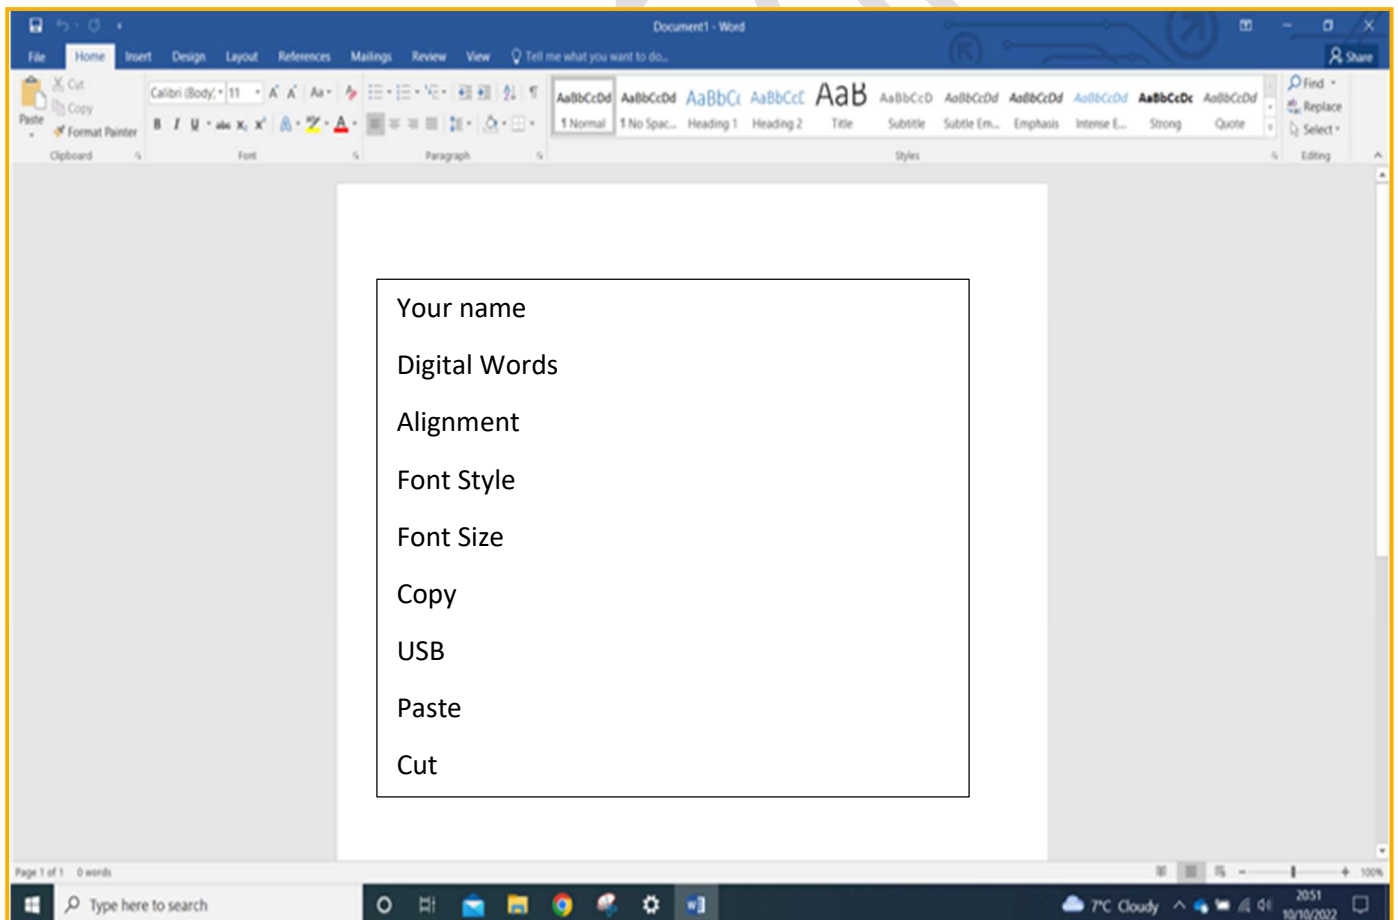 Document1 - Word
File Home Insert Design Layout References Mailings Review View Tell me what you want to do... Share
Cut
Copy
Paste
Format Painter
Clipboard
Calibri (Body) 11 A A Aa
B I U abc x, x² A A
Font
Paragraph
AaBbCcDd AaBbCcDd AaBbCc AaBbCcD AaB AaBbCcD AaBbCcDd AaBbCcDd AaBbCcDd AaBbCcDc AaBbCcDd
¶ Normal ¶ No Spac... Heading 1 Heading 2 Title Subtitle Subtle Em... Emphasis Intense E... Strong Quote
Styles
Find
Replace
Select
Editing
Your name
Digital Words
Alignment
Font Style
Font Size
Copy
USB
Paste
Cut
Page 1 of 1 0 words
100%
Type here to search
7°C Cloudy
20:51
10/10/2022